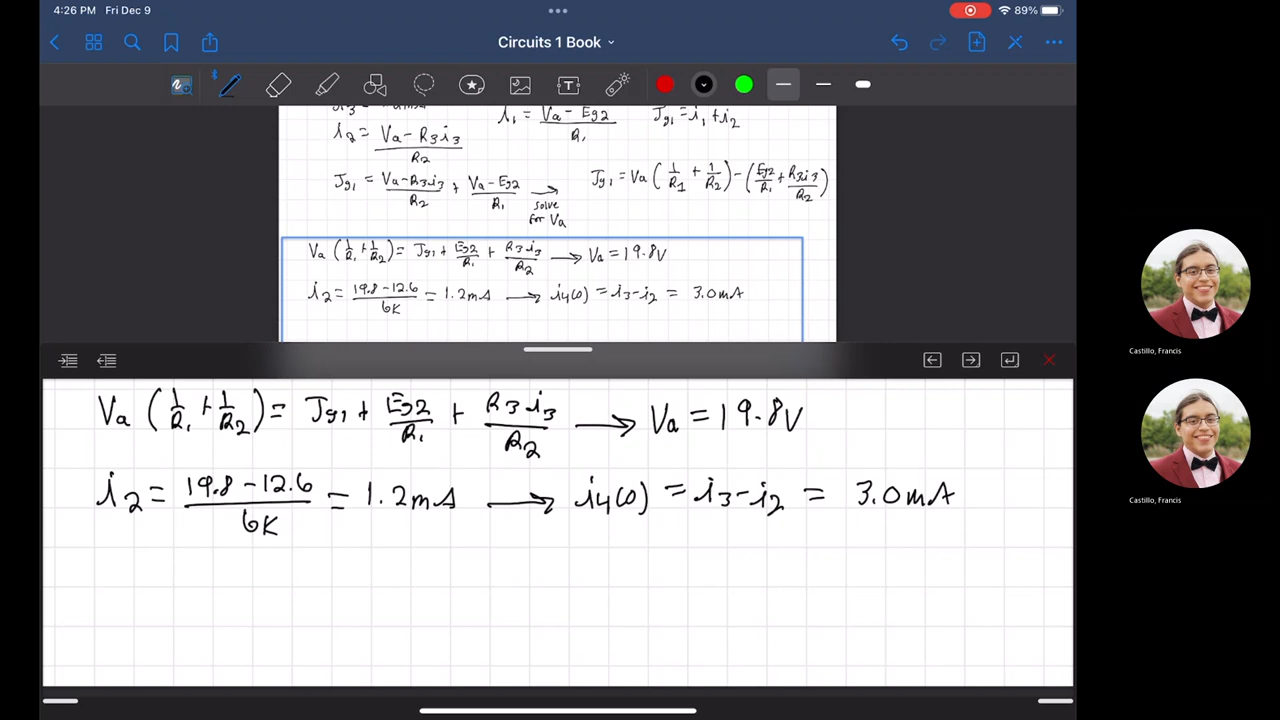 4:26 PM Fri Dec 9
89%
Circuits 1 Book
i₁ = (Va - Eg2)/R₁ Jg1 = i₁ + i₂
i₂ = (Va - R3i3)/R2
Jg1 = (Va - R3i3)/R2 + (Va - Eg2)/R₁ → solve for Va Jg1 = Va (1/R1 + 1/R2) - (Eg2/R1 + R3i3/R2)
Va (1/R₁ + 1/R2) = Jg1 + Eg2/R₁ + R3i3/R2 → Va = 19.8V
i2 = (19.8 - 12.6)/6K = 1.2mA → i4(0) = i3 - i2 = 3.0mA
Va (1/R₁ + 1/R2) = Jg1 + Eg2/R₁ + R3i3/R2 → Va = 19.8V
i2 = (19.8 - 12.6)/6K = 1.2mA → i4(0) = i3 - i2 = 3.0mA
Castillo, Francis
Castillo, Francis